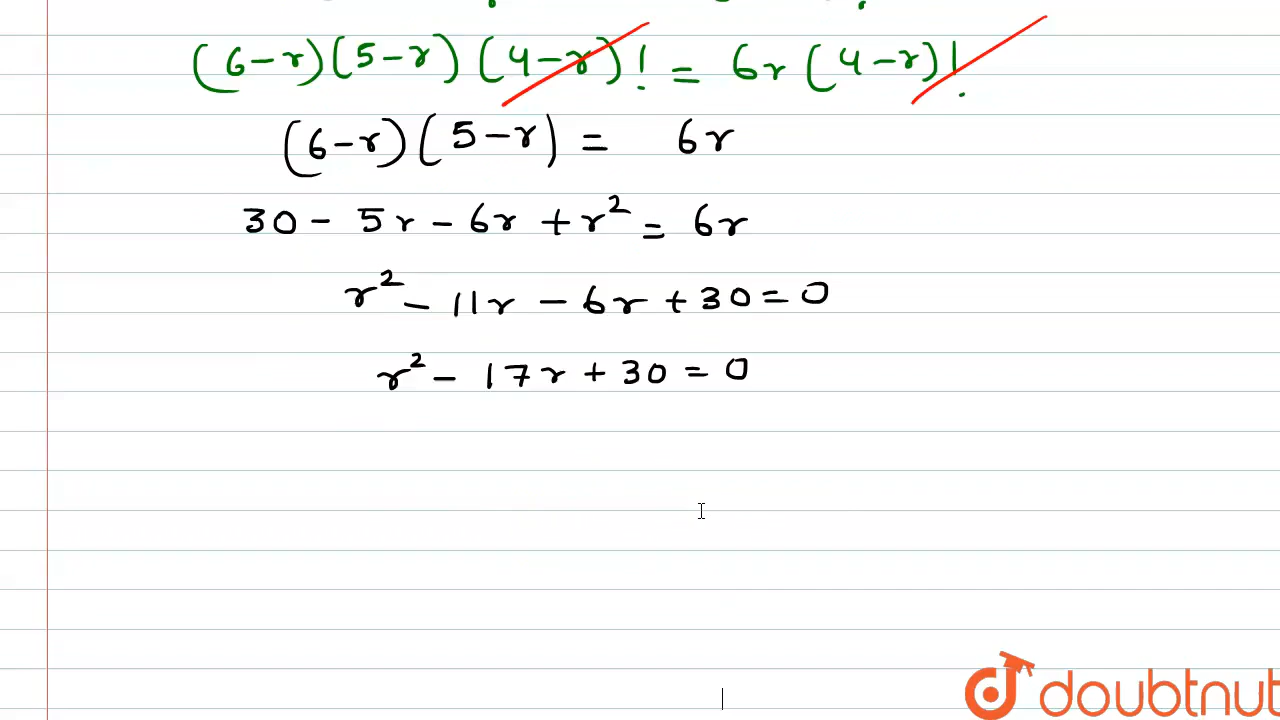 (6-r)(5-r)(4-r)! = 6r(4-r)!
(6-r)(5-r) = 6r
30 - 5r - 6r + r² = 6r
r² - 11r - 6r + 30 = 0
r² - 17r + 30 = 0
doubtnut